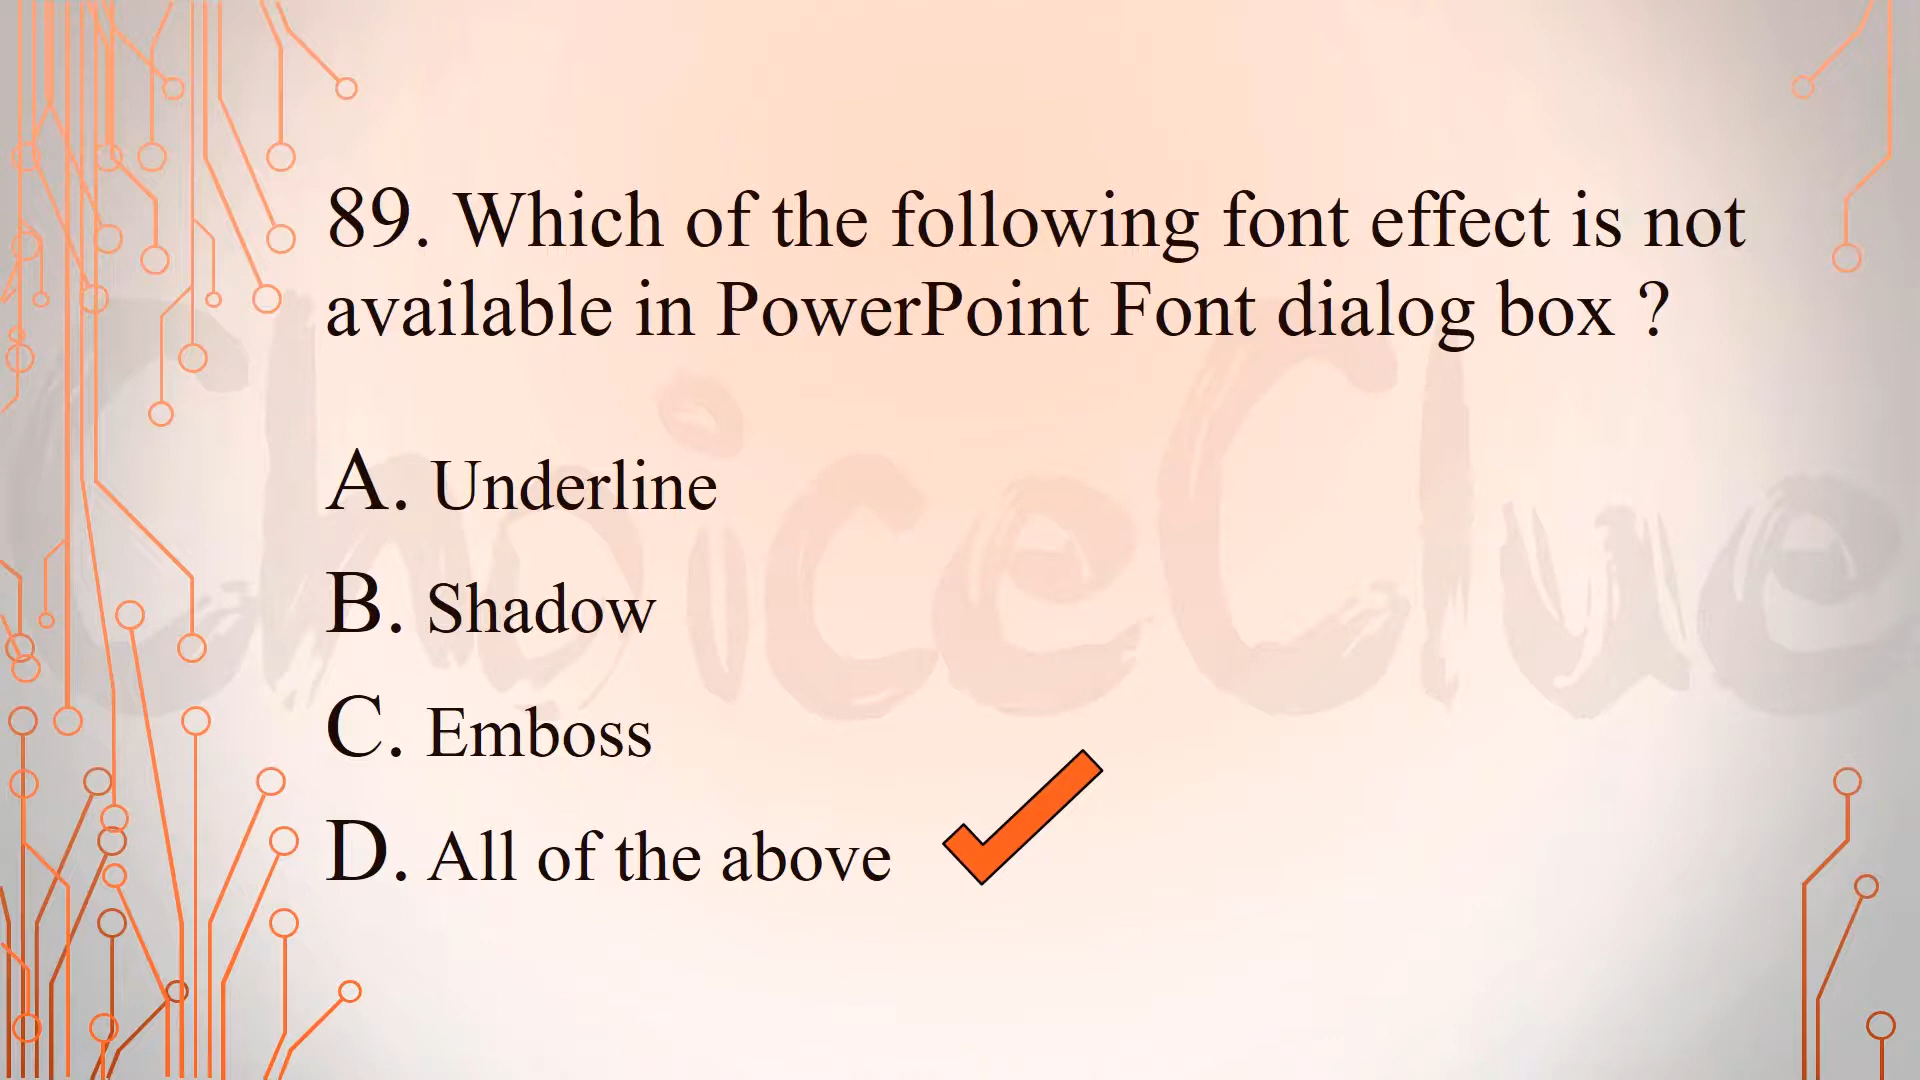 89. Which of the following font effect is not
available in PowerPoint Font dialog box ?
A. Underline
B. Shadow
C. Emboss
D. All of the above
ChoiceClue